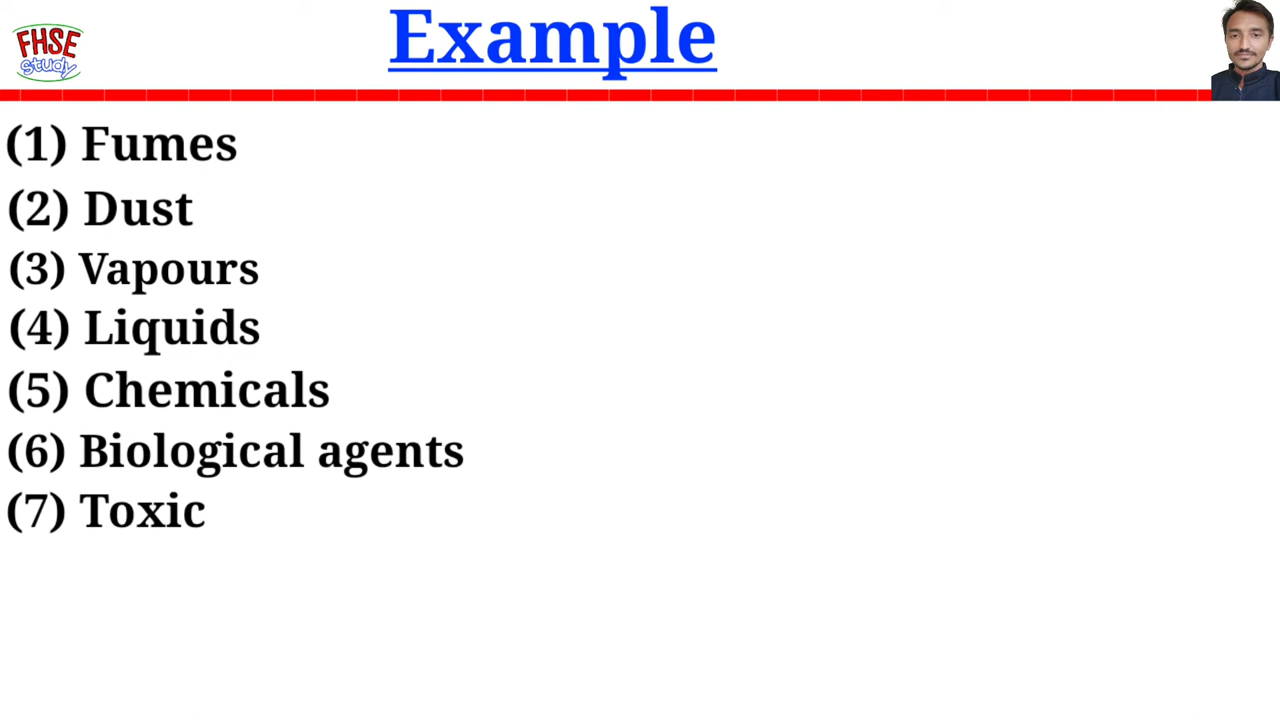 FHSE
Study
Example
(1) Fumes
(2) Dust
(3) Vapours
(4) Liquids
(5) Chemicals
(6) Biological agents
(7) Toxic